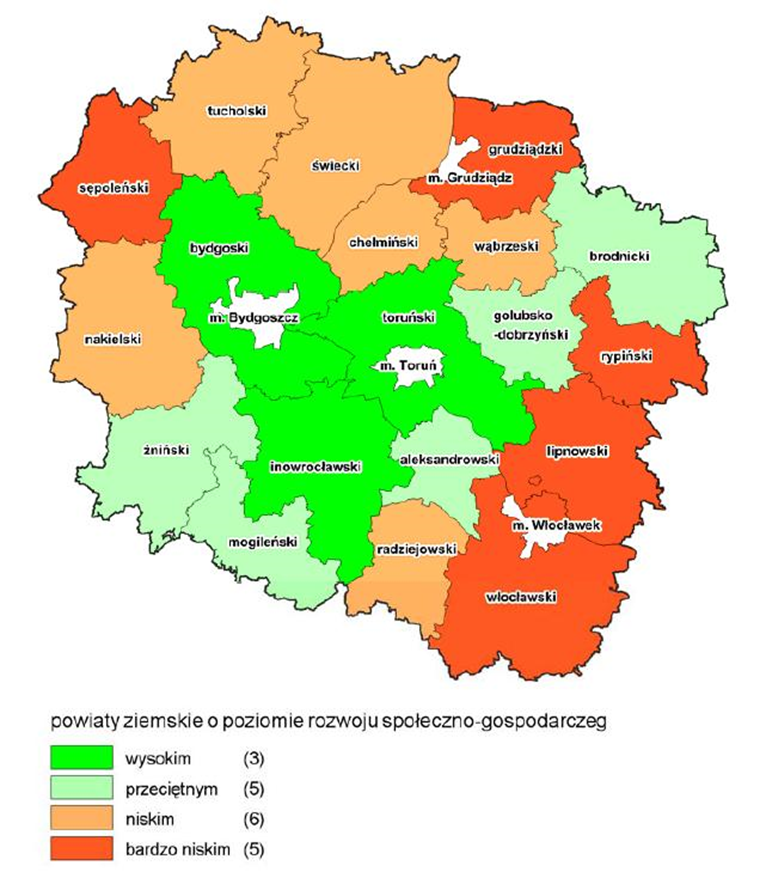 tucholski
świecki
grudziądzki
m. Grudziądz
sępoleński
chełmiński
wąbrzeski
brodnicki
bydgoski
m. Bydgoszcz
toruński
golubsko
-dobrzyński
nakielski
m. Toruń
rypiński
żniński
inowrocławski
aleksandrowski
lipnowski
m. Włocławek
mogileński
radziejowski
włocławski
powiaty ziemskie o poziomie rozwoju społeczno-gospodarczeg
wysokim (3)
przeciętnym (5)
niskim (6)
bardzo niskim (5)